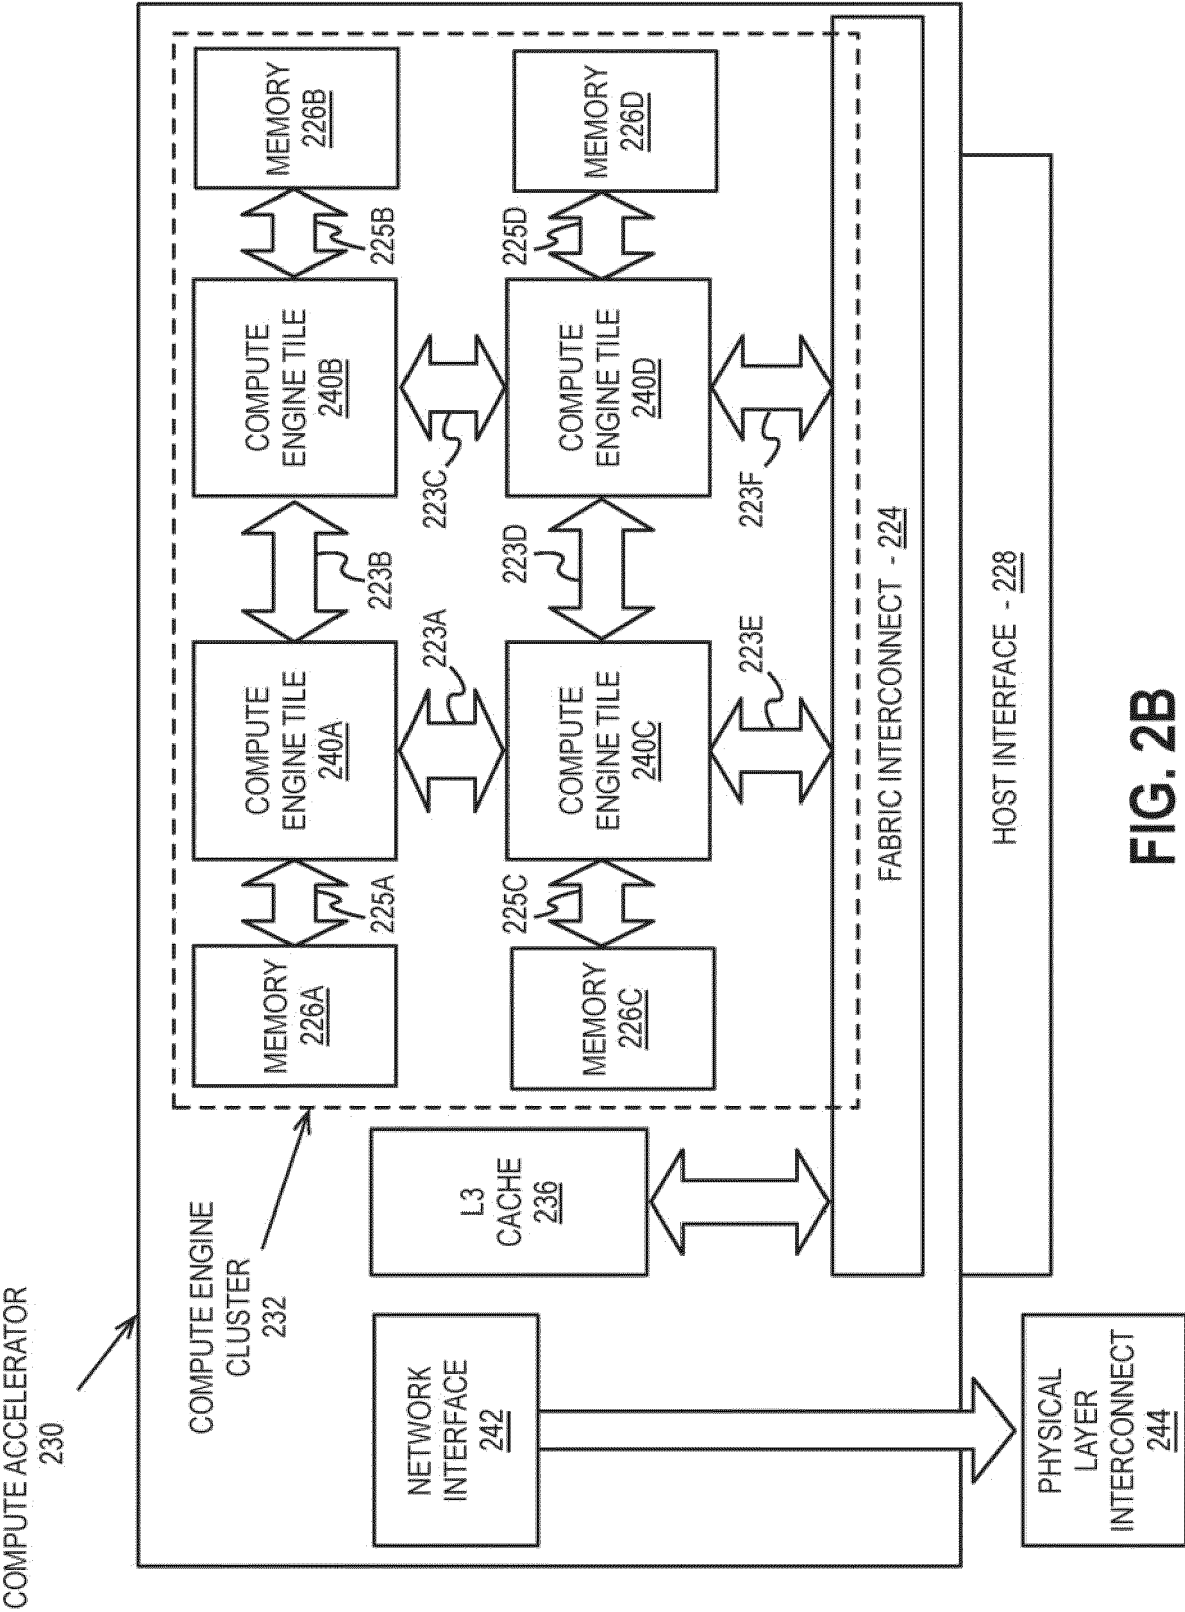 COMPUTE ACCELERATOR
230
COMPUTE ENGINE
CLUSTER
232
MEMORY
226A
225A
COMPUTE
ENGINE TILE
240A
223B
COMPUTE
ENGINE TILE
240B
225B
MEMORY
226B
223A
223C
NETWORK
INTERFACE
242
L3
CACHE
236
MEMORY
226C
225C
COMPUTE
ENGINE TILE
240C
223D
COMPUTE
ENGINE TILE
240D
225D
MEMORY
226D
223E
223F
FABRIC INTERCONNECT - 224
HOST INTERFACE - 228
PHYSICAL
LAYER
INTERCONNECT
244
FIG. 2B